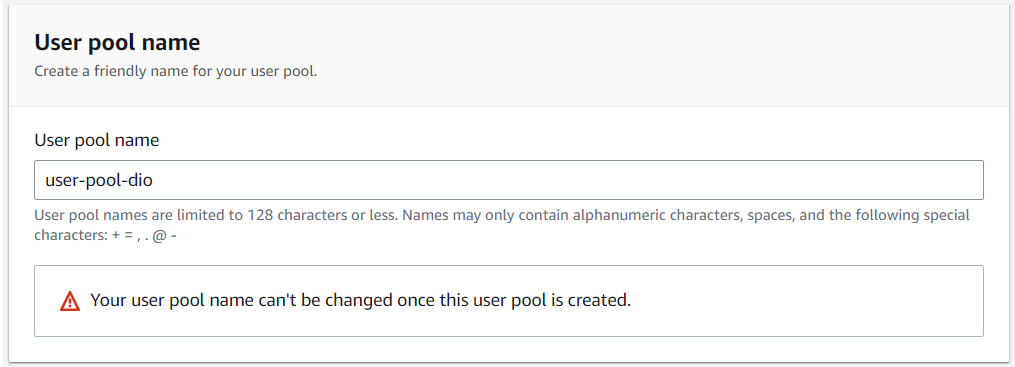 User pool name
Create a friendly name for your user pool.
User pool name
user-pool-dio
User pool names are limited to 128 characters or less. Names may only contain alphanumeric characters, spaces, and the following special
characters: + = , . @ -
Your user pool name can't be changed once this user pool is created.